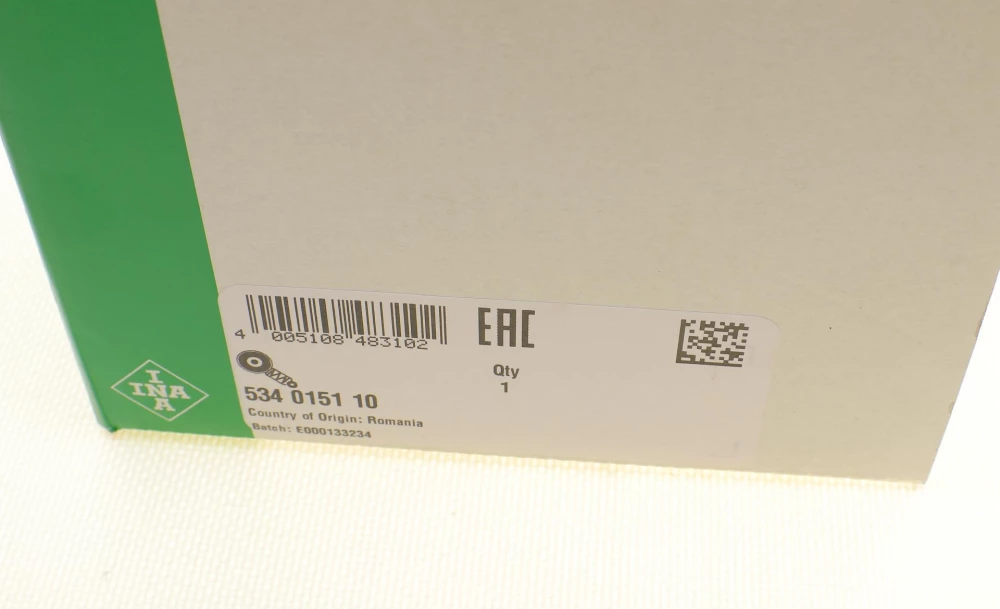 4 005108 483102
EAC
Qty
1
534 0151 10
Country of Origin: Romania
Batch: E000133234
I
INA
A